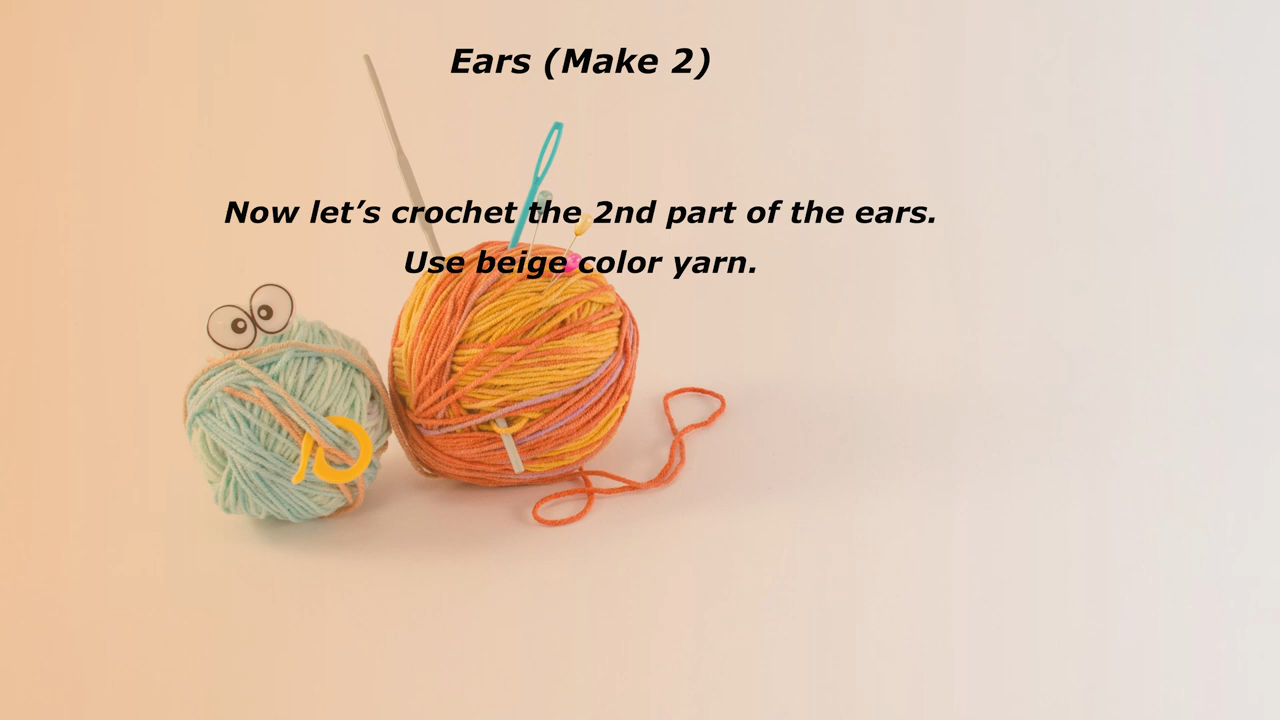 Ears (Make 2)
Now let’s crochet the 2nd part of the ears.
Use beige color yarn.